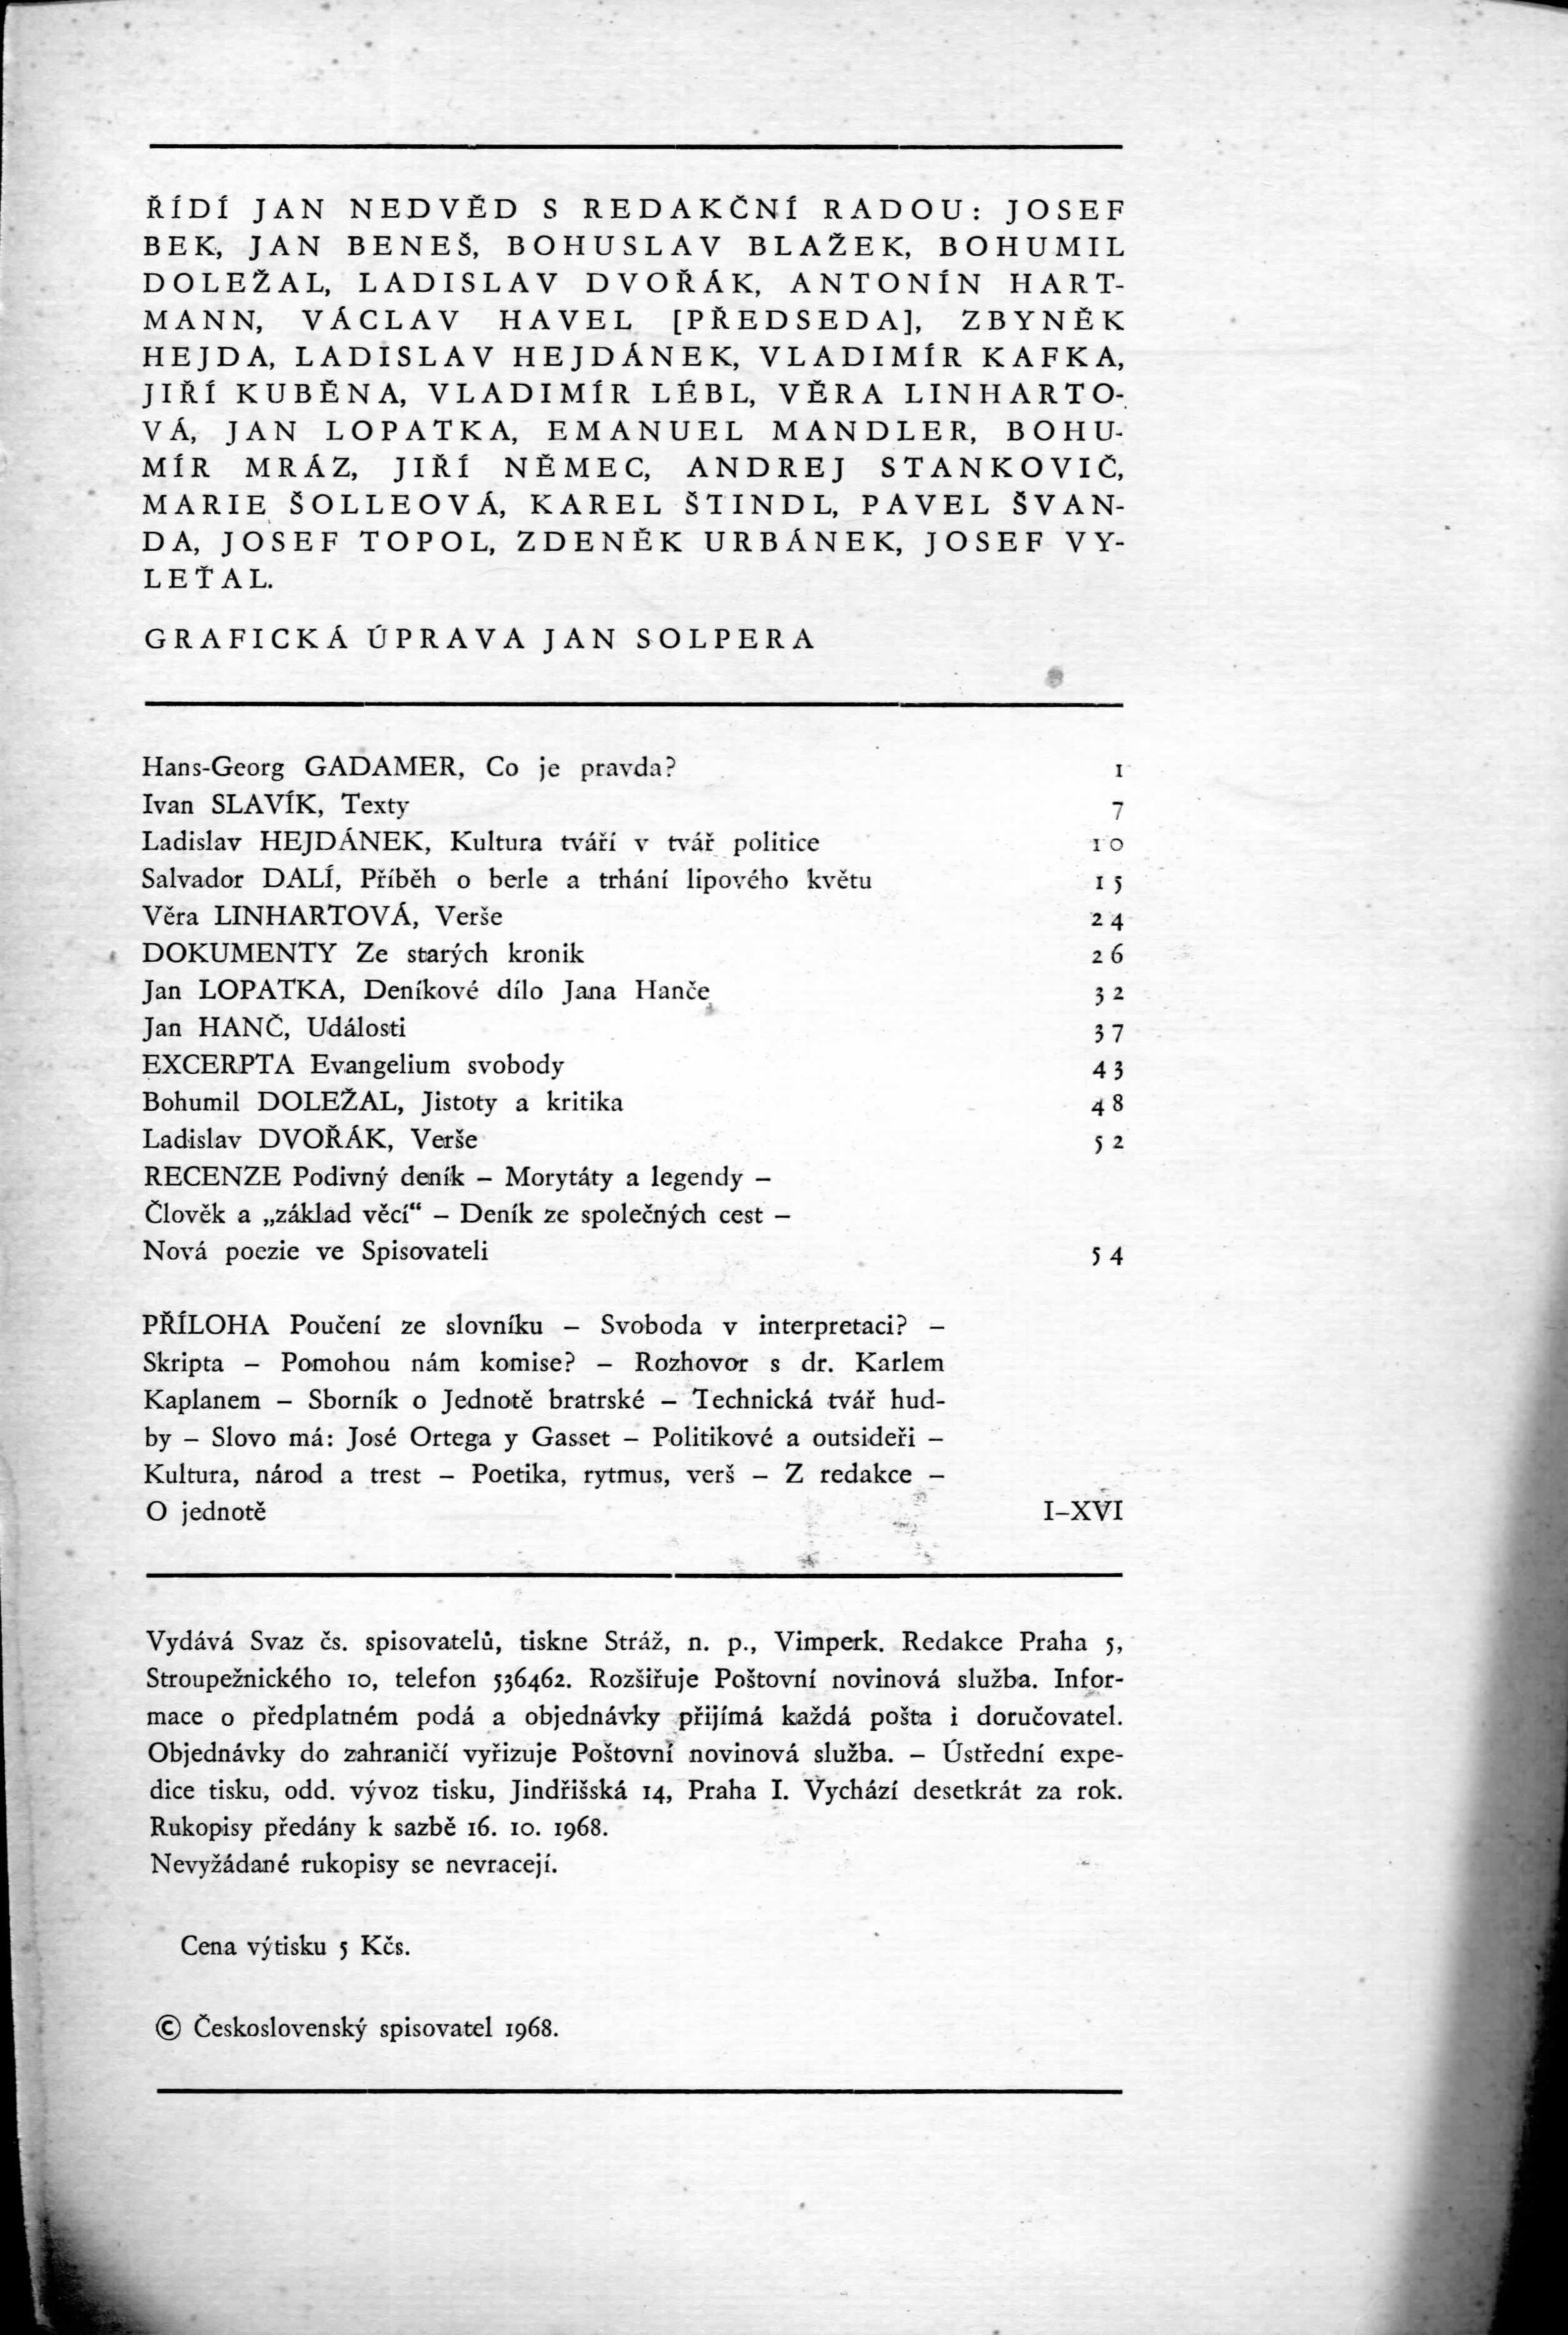 ŘÍDÍ JAN NEDVĚD S REDAKČNÍ RADOU: JOSEF
BEK, JAN BENEŠ, BOHUSLAV BLAŽEK, BOHUMIL
DOLEŽAL, LADISLAV DVOŘÁK, ANTONÍN HART-
MANN, VÁCLAV HAVEL [PŘEDSEDA], ZBYNĚK
HEJDA, LADISLAV HEJDÁNEK, VLADIMÍR KAFKA,
JIŘÍ KUBĚNA, VLADIMÍR LÉBL, VĚRA LINHARTO-
VÁ, JAN LOPATKA, EMANUEL MANDLER, BOHU-
MÍR MRÁZ, JIŘÍ NĚMEC, ANDREJ STANKOVIČ,
MARIE ŠOLLEOVÁ, KAREL ŠTINDL, PAVEL ŠVAN-
DA, JOSEF TOPOL, ZDENĚK URBÁNEK, JOSEF VY-
LEŤAL.
GRAFICKÁ ÚPRAVA JAN SOLPERA
Hans-Georg GADAMER, Co je pravda? 1
Ivan SLAVÍK, Texty 7
Ladislav HEJDÁNEK, Kultura tváří v tvář politice 10
Salvador DALÍ, Příběh o berle a trhání lipového květu 15
Věra LINHARTOVÁ, Verše 24
DOKUMENTY Ze starých kronik 26
Jan LOPATKA, Deníkové dílo Jana Hanče 32
Jan HANČ, Události 37
EXCERPTA Evangelium svobody 43
Bohumil DOLEŽAL, Jistoty a kritika 48
Ladislav DVOŘÁK, Verše 52
RECENZE Podivný deník – Morytáty a legendy –
Člověk a „základ věcí“ – Deník ze společných cest –
Nová poezie ve Spisovateli 54
PŘÍLOHA Poučení ze slovníku – Svoboda v interpretaci? –
Skripta – Pomohou nám komise? – Rozhovor s dr. Karlem
Kaplanem – Sborník o Jednotě bratrské – Technická tvář hud-
by – Slovo má: José Ortega y Gasset – Politikové a outsideři –
Kultura, národ a trest – Poetika, rytmus, verš – Z redakce –
O jednotě I–XVI
Vydává Svaz čs. spisovatelů, tiskne Stráž, n. p., Vimperk. Redakce Praha 5,
Stroupežnického 10, telefon 536462. Rozšiřuje Poštovní novinová služba. Infor-
mace o předplatném podá a objednávky přijímá každá pošta i doručovatel.
Objednávky do zahraničí vyřizuje Poštovní novinová služba. – Ústřední expe-
dice tisku, odd. vývoz tisku, Jindřišská 14, Praha I. Vychází desetkrát za rok.
Rukopisy předány k sazbě 16. 10. 1968.
Nevyžádané rukopisy se nevracejí.
Cena výtisku 5 Kčs.
© Československý spisovatel 1968.